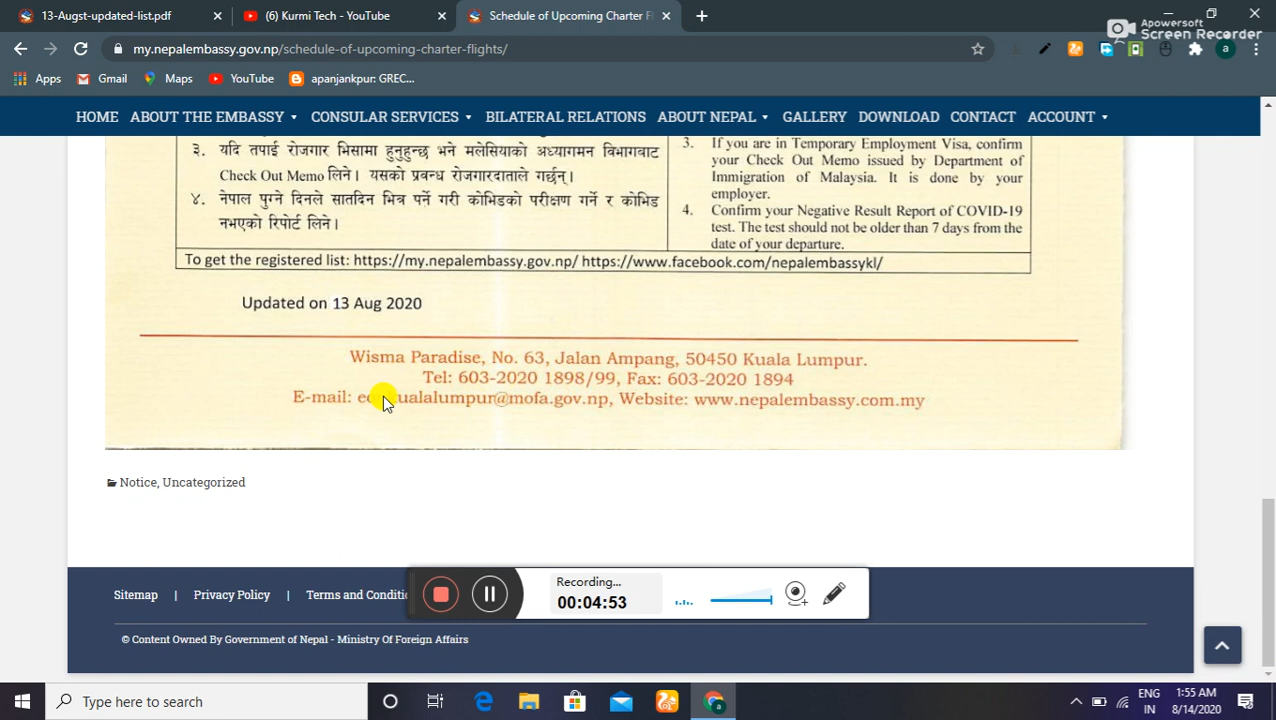 13-Augst-updated-list.pdf
(6) Kurmi Tech - YouTube
Schedule of Upcoming Charter Fl
Apowersoft
Screen Recorder
my.nepalembassy.gov.np/schedule-of-upcoming-charter-flights/
Apps Gmail Maps YouTube apanjankpur: GREC...
HOME ABOUT THE EMBASSY CONSULAR SERVICES BILATERAL RELATIONS ABOUT NEPAL GALLERY DOWNLOAD CONTACT ACCOUNT
३. यदि तपाई रोजगार भिसामा हुनुहुन्छ भने मलेसियाको अध्यागमन विभागबाट
Check Out Memo लिने। यसको प्रबन्ध रोजगारदाताले गर्छन्।
४. नेपाल पुग्ने दिनले सातदिन भित्र पर्ने गरी कोभिडको परीक्षण गर्ने र कोभिड
नभएको रिपोर्ट लिने।
3. If you are in Temporary Employment Visa, confirm
your Check Out Memo issued by Department of
Immigration of Malaysia. It is done by your
employer.
4. Confirm your Negative Result Report of COVID-19
test. The test should not be older than 7 days from the
date of your departure.
To get the registered list: https://my.nepalembassy.gov.np/ https://www.facebook.com/nepalembassykl/
Updated on 13 Aug 2020
Wisma Paradise, No. 63, Jalan Ampang, 50450 Kuala Lumpur.
Tel: 603-2020 1898/99, Fax: 603-2020 1894
E-mail: @mofa.gov.np, Website: www.nepalembassy.com.my
Notice, Uncategorized
Recording...
00:04:53
Sitemap | Privacy Policy | Terms and Conditio
© Content Owned By Government of Nepal - Ministry Of Foreign Affairs
Type here to search
ENG
IN
1:55 AM
8/14/2020